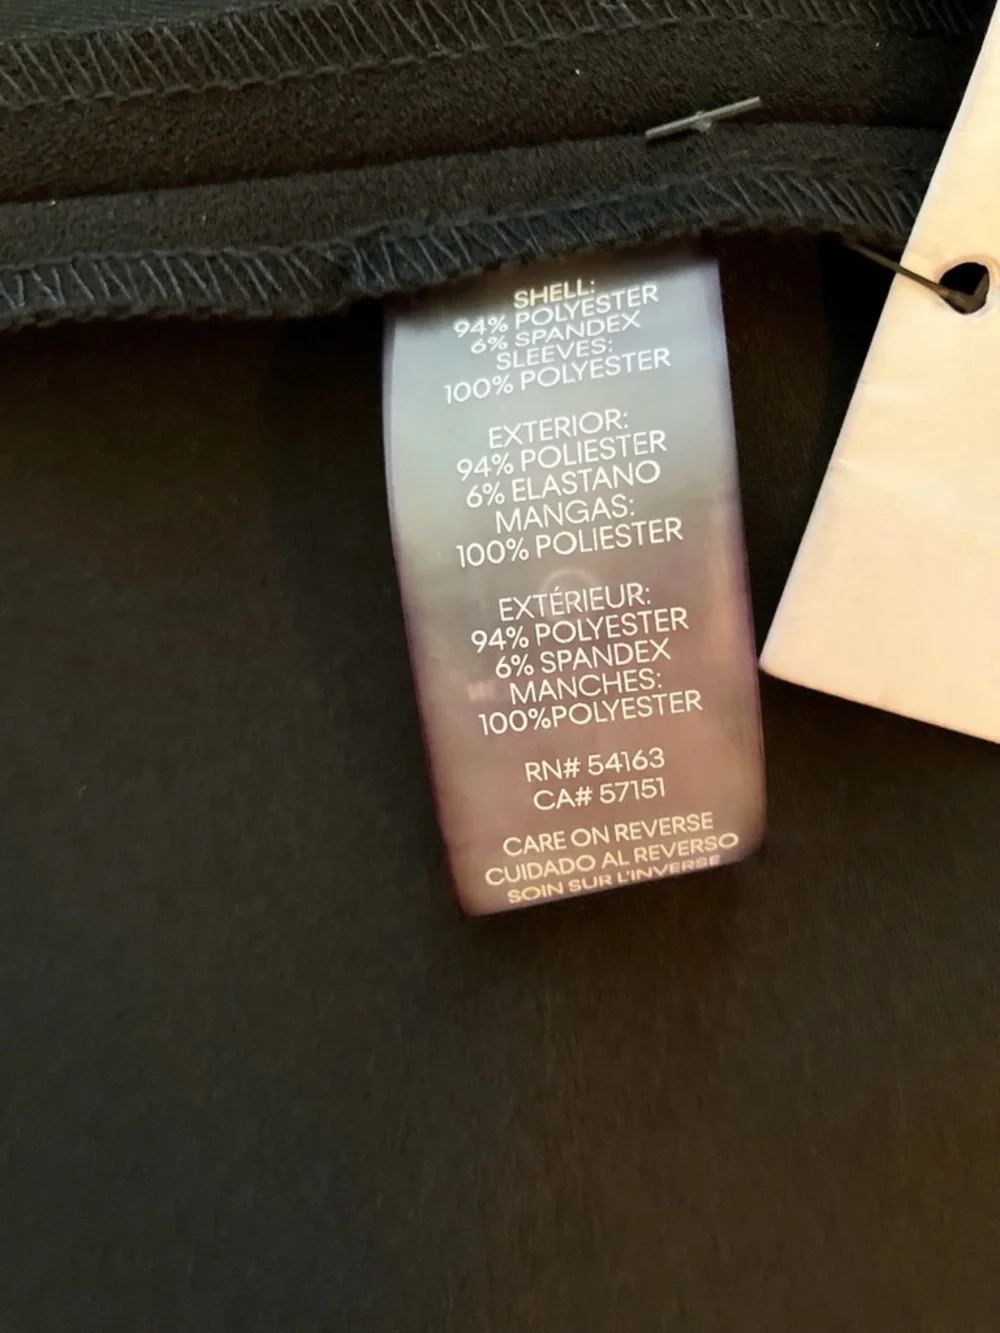 SHELL:
94% POLYESTER
6% SPANDEX
SLEEVES:
100% POLYESTER
EXTERIOR:
94% POLIESTER
6% ELASTANO
MANGAS:
100% POLIESTER
EXTÉRIEUR:
94% POLYESTER
6% SPANDEX
MANCHES:
100%POLYESTER
RN# 54163
CA# 57151
CARE ON REVERSE
CUIDADO AL REVERSO
SOIN SUR L'INVERSE